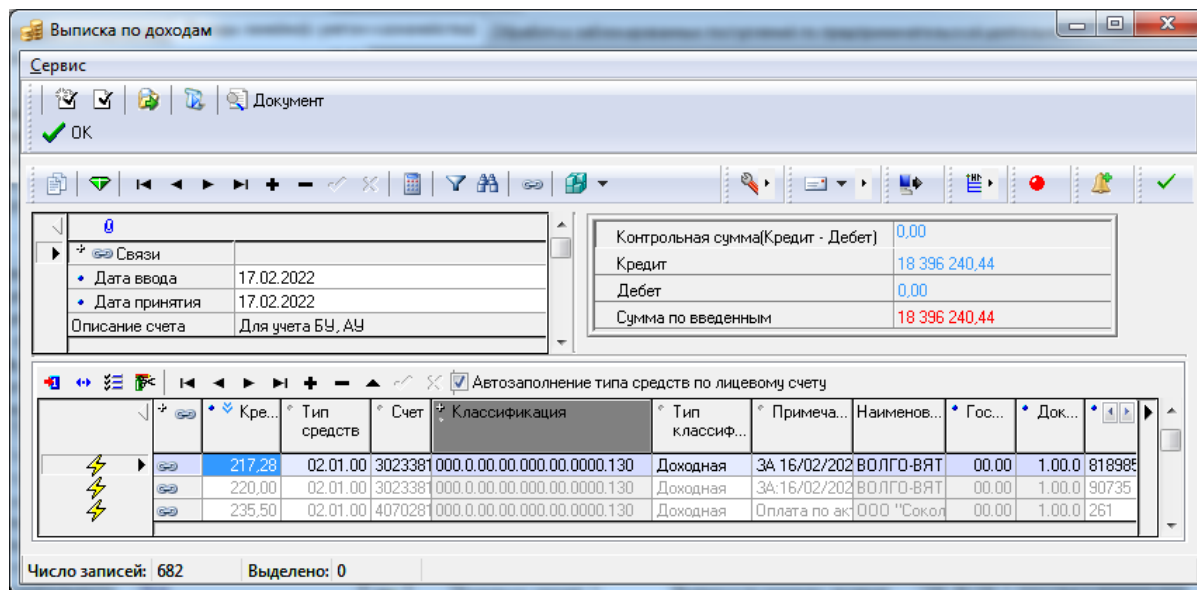 Выписка по доходам
Сервис
Документ
OK
Связи
Дата ввода 17.02.2022
Дата принятия 17.02.2022
Описание счета Для учета БУ, АУ
Контрольная сумма(Кредит - Дебет) 0,00
Кредит 18 396 240,44
Дебет 0,00
Сумма по введенным 18 396 240,44
Автозаполнение типа средств по лицевому счету
Кре... Тип средств Счет Классификация Тип классиф... Примеча... Наименов... Гос... Док...
217,28 02.01.00 3023381 000.0.00.00.000.00.0000.130 Доходная ЗА 16/02/202 ВОЛГО-ВЯТ 00.00 1.00.0 818985
220,00 02.01.00 3023381 000.0.00.00.000.00.0000.130 Доходная ЗА:16/02/202 ВОЛГО-ВЯТ 00.00 1.00.0 90735
235,50 02.01.00 4070281 000.0.00.00.000.00.0000.130 Доходная Оплата по акт ООО "Сокол 00.00 1.00.0 261
Число записей: 682 Выделено: 0